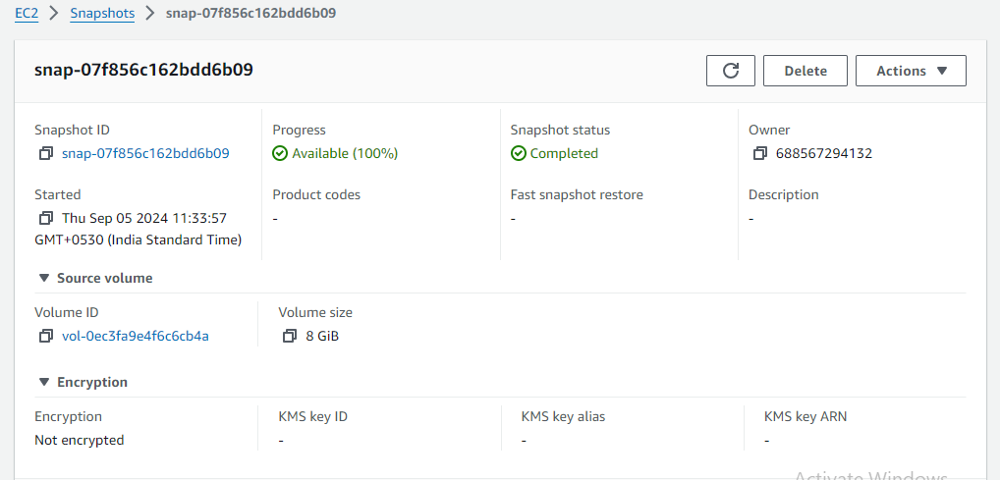 EC2 > Snapshots > snap-07f856c162bdd6b09
snap-07f856c162bdd6b09
Delete
Actions
Snapshot ID
snap-07f856c162bdd6b09
Progress
Available (100%)
Snapshot status
Completed
Owner
688567294132
Started
Thu Sep 05 2024 11:33:57
GMT+0530 (India Standard Time)
Product codes
-
Fast snapshot restore
-
Description
-
Source volume
Volume ID
vol-0ec3fa9e4f6c6cb4a
Volume size
8 GiB
Encryption
Encryption
Not encrypted
KMS key ID
-
KMS key alias
-
KMS key ARN
-
Activate Windows